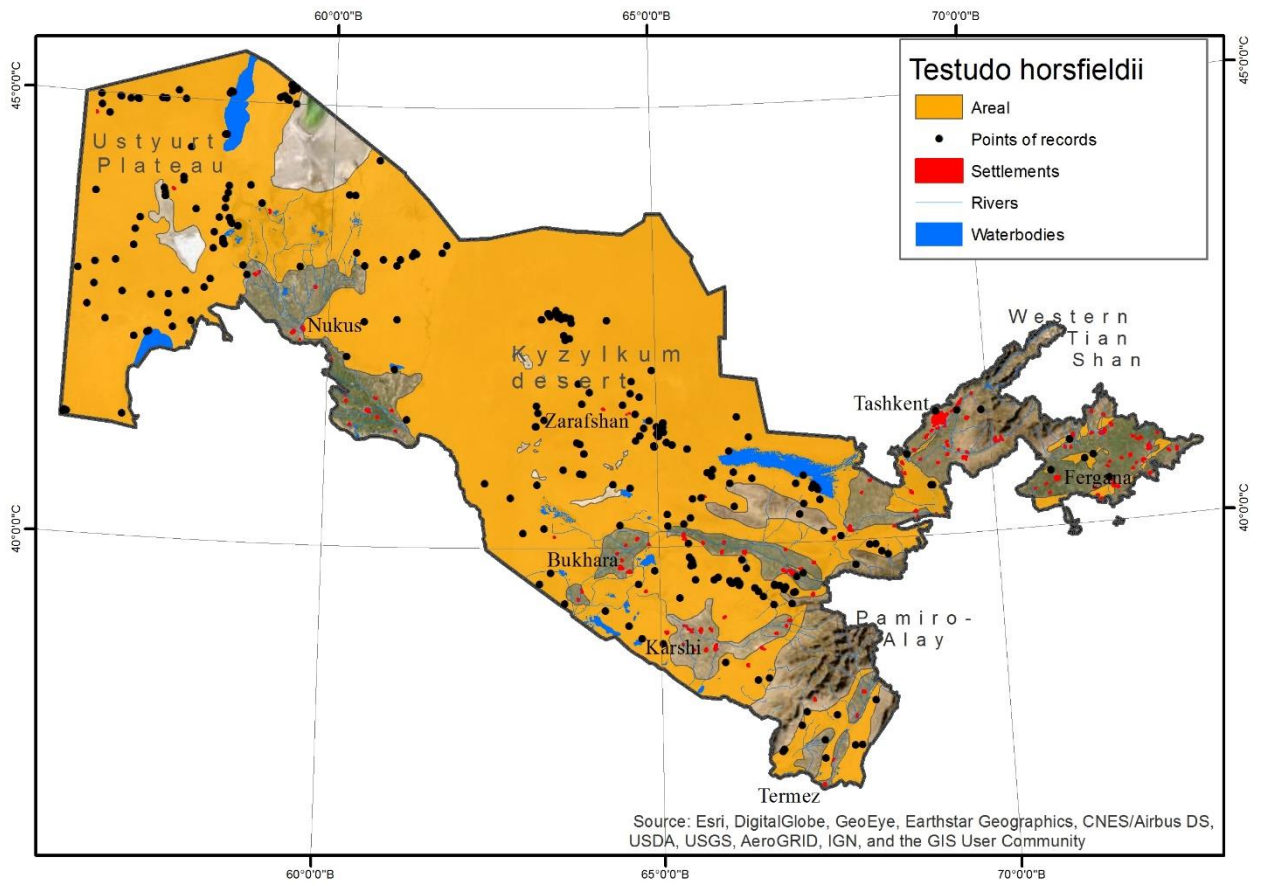 60°0'0"B
65°0'0"B
70°0'0"B
45°0'0"C
45°0'0"C
Testudo horsfieldii
Areal
Points of records
Settlements
Rivers
Waterbodies
Ustyurt
Plateau
Nukus
Kyzylkum
desert
Zarafshan
Western
Tian
Shan
Tashkent
Fergana
40°0'0"C
40°0'0"C
Bukhara
Karshi
Pamiro-
Alay
Termez
Source: Esri, DigitalGlobe, GeoEye, Earthstar Geographics, CNES/Airbus DS,
USDA, USGS, AeroGRID, IGN, and the GIS User Community
60°0'0"B
65°0'0"B
70°0'0"B